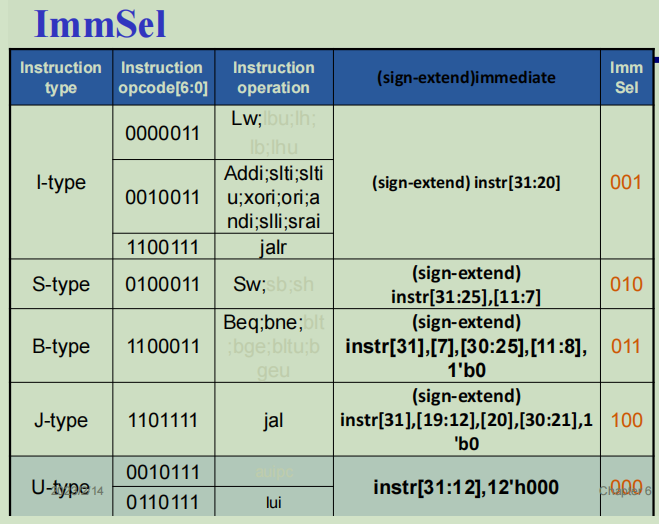 ImmSel
Instruction type Instruction opcode[6:0] Instruction operation (sign-extend)immediate Imm Sel
I-type
0000011
Lw;lbu;lh;
lb;lhu
0010011
Addi;slti;slti
u;xori;ori;a
ndi;slli;srai
1100111 jalr
(sign-extend) instr[31:20]
001
S-type 0100011 Sw;sb;sh
(sign-extend)
instr[31:25],[11:7]
010
B-type 1100011
Beq;bne;blt
;bge;bltu;b
geu
(sign-extend)
instr[31],[7],[30:25],[11:8],
1'b0
011
J-type 1101111 jal
(sign-extend)
instr[31],[19:12],[20],[30:21],1
'b0
100
U-type
0010111 auipc
0110111 lui
instr[31:12],12'h000
000
Chapter 6